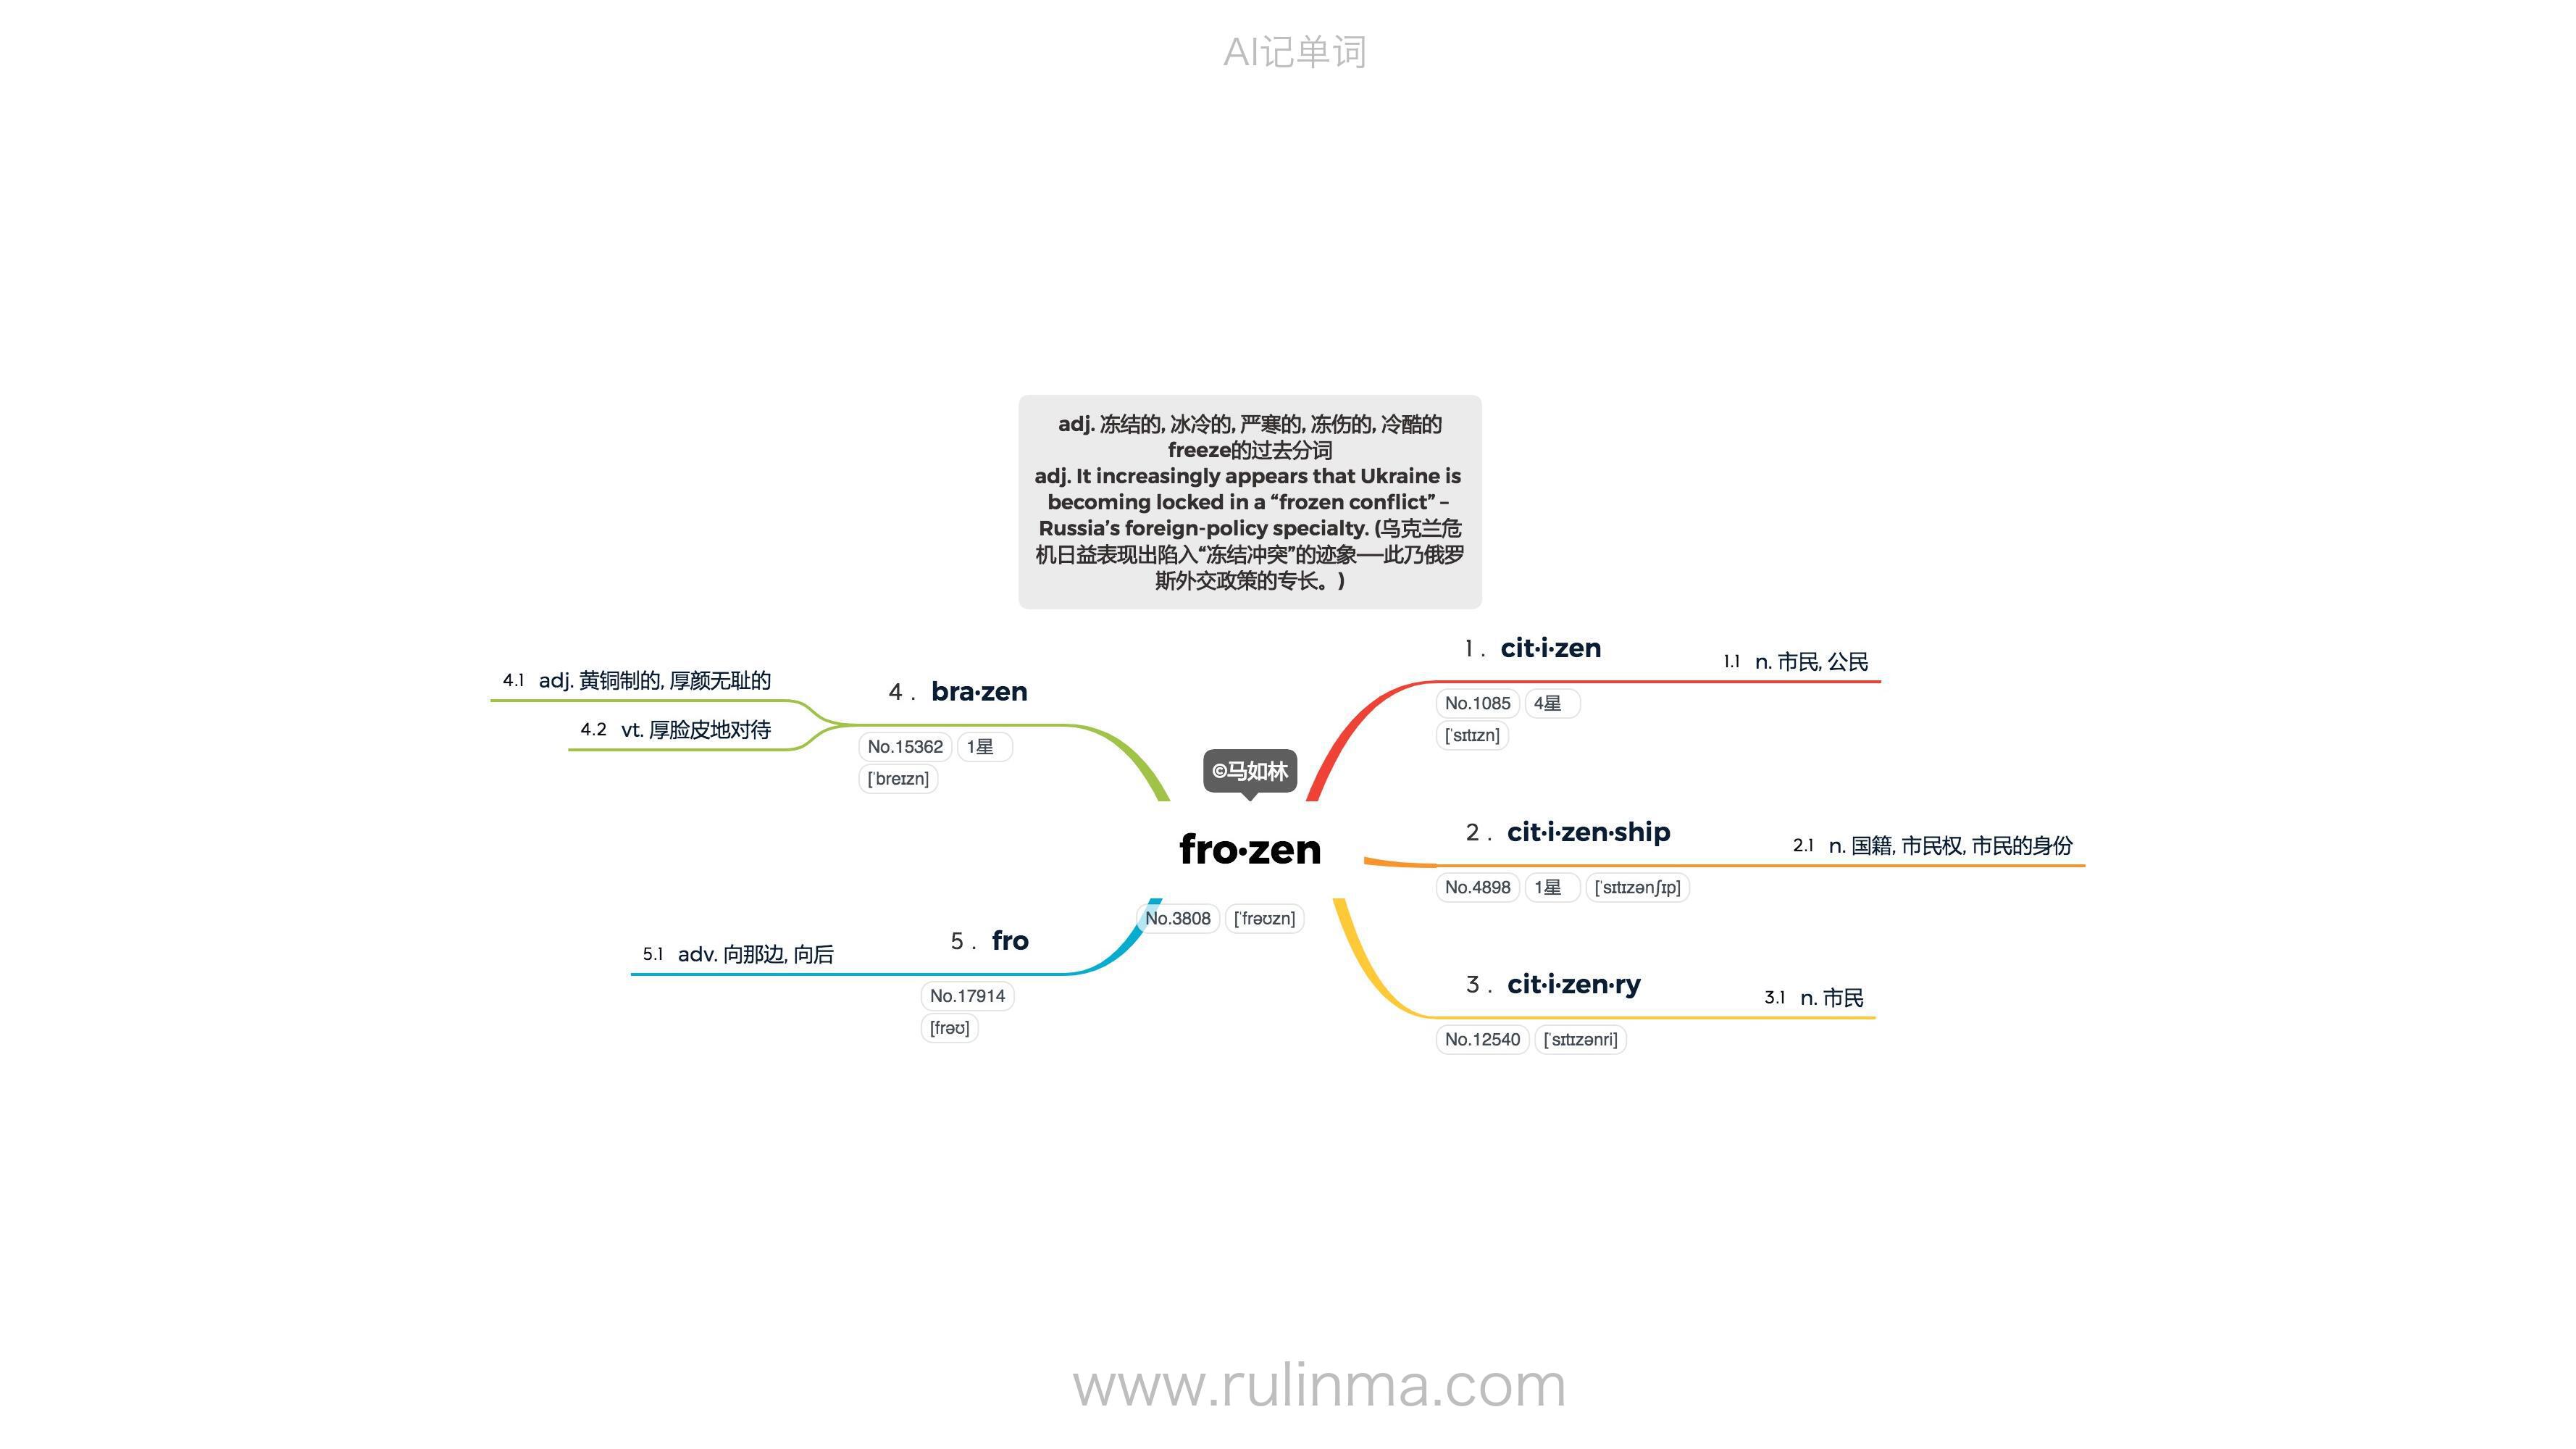 AI记单词
adj. 冻结的, 冰冷的, 严寒的, 冻伤的, 冷酷的
freeze的过去分词
adj. It increasingly appears that Ukraine is
becoming locked in a “frozen conflict” –
Russia’s foreign-policy specialty. (乌克兰危
机日益表现出陷入“冻结冲突”的迹象——此乃俄罗
斯外交政策的专长。)
©马如林
fro·zen
No.3808 [ˈfrəʊzn]
1. cit·i·zen
No.1085 4星
[ˈsɪtɪzn]
1.1 n. 市民, 公民
2. cit·i·zen·ship
No.4898 1星 [ˈsɪtɪzənʃɪp]
2.1 n. 国籍, 市民权, 市民的身份
3. cit·i·zen·ry
No.12540 [ˈsɪtɪzənri]
3.1 n. 市民
4. bra·zen
No.15362 1星
[ˈbreɪzn]
4.1 adj. 黄铜制的, 厚颜无耻的
4.2 vt. 厚脸皮地对待
5. fro
No.17914
[frəʊ]
5.1 adv. 向那边, 向后
www.rulinma.com